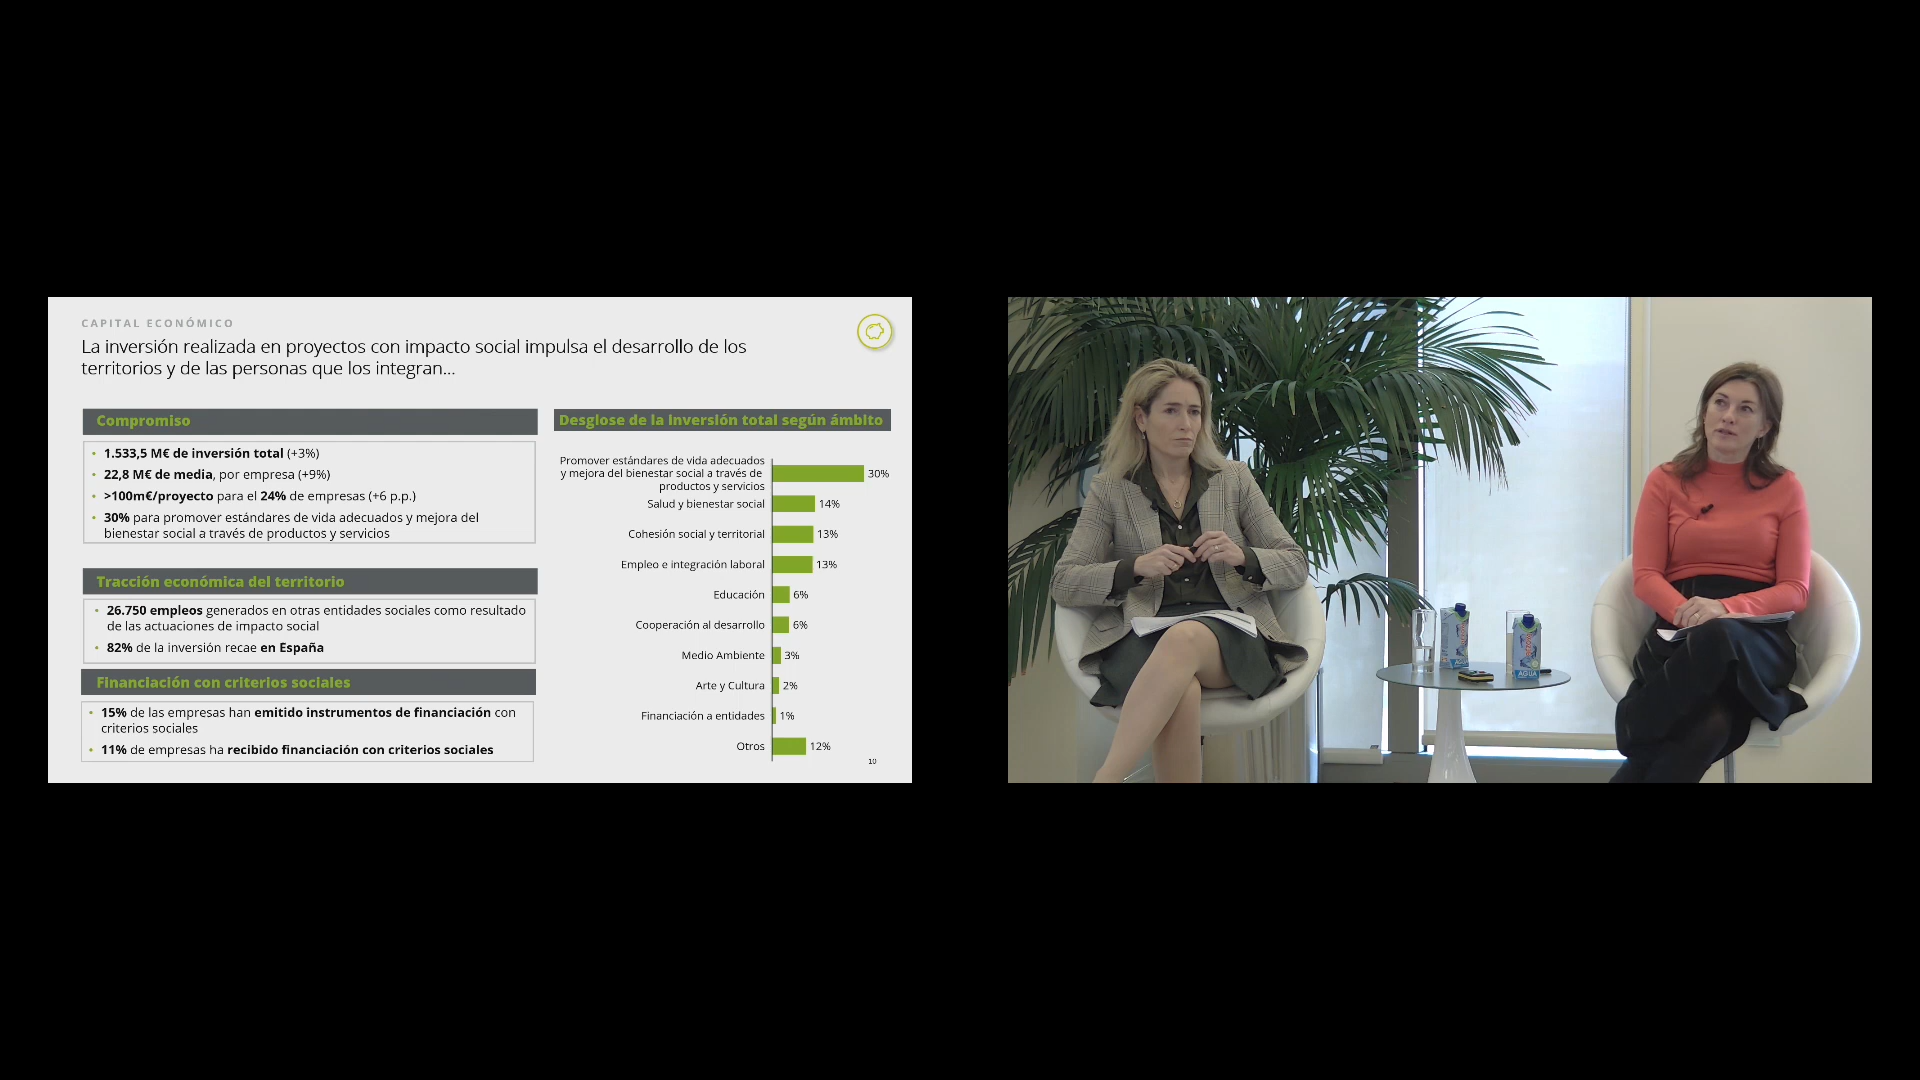 CAPITAL ECONÓMICO
La inversión realizada en proyectos con impacto social impulsa el desarrollo de los
territorios y de las personas que los integran...
Compromiso
• 1.533,5 M€ de inversión total (+3%)
• 22,8 M€ de media, por empresa (+9%)
• >100m€/proyecto para el 24% de empresas (+6 p.p.)
• 30% para promover estándares de vida adecuados y mejora del
bienestar social a través de productos y servicios
Tracción económica del territorio
• 26.750 empleos generados en otras entidades sociales como resultado
de las actuaciones de impacto social
• 82% de la inversión recae en España
Financiación con criterios sociales
• 15% de las empresas han emitido instrumentos de financiación con
criterios sociales
• 11% de empresas ha recibido financiación con criterios sociales
Desglose de la inversión total según ámbito
Promover estándares de vida adecuados
y mejora del bienestar social a través de
productos y servicios
30%
Salud y bienestar social 14%
Cohesión social y territorial 13%
Empleo e integración laboral 13%
Educación 6%
Cooperación al desarrollo 6%
Medio Ambiente 3%
Arte y Cultura 2%
Financiación a entidades 1%
Otros 12%
10
AGUA
AGUA